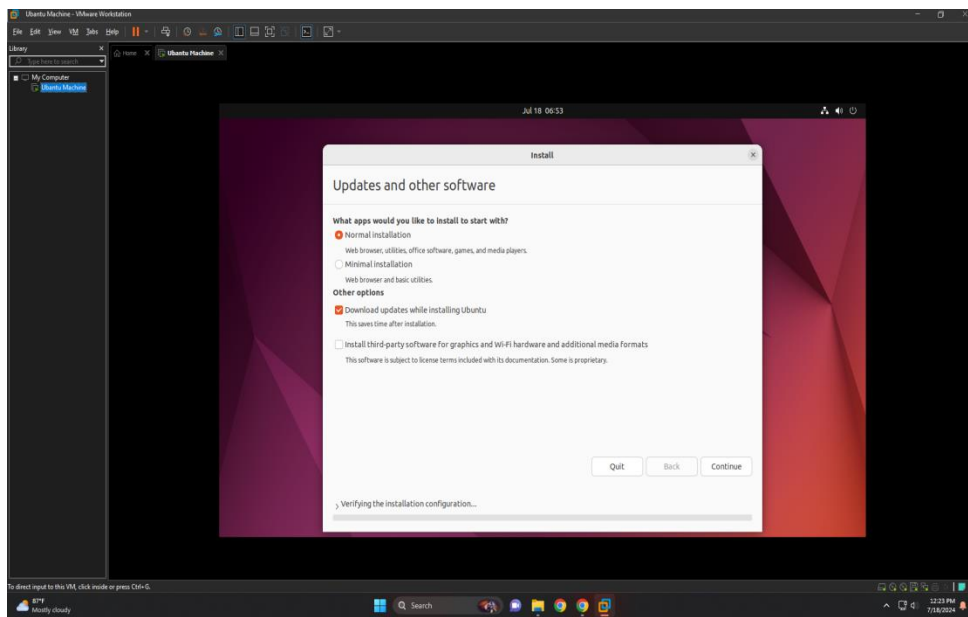 Ubantu Machine - VMware Workstation
File Edit View VM Tabs Help
Library
Type here to search
Home
Ubantu Machine
My Computer
Ubantu Machine
Jul 18 06:53
Install
Updates and other software
What apps would you like to install to start with?
Normal installation
Web browser, utilities, office software, games, and media players.
Minimal installation
Web browser and basic utilities.
Other options
Download updates while installing Ubuntu
This saves time after installation.
Install third-party software for graphics and Wi-Fi hardware and additional media formats
This software is subject to license terms included with its documentation. Some is proprietary.
Quit Back Continue
Verifying the installation configuration...
To direct input to this VM, click inside or press Ctrl+G.
87°F
Mostly cloudy
Search
12:23 PM
7/18/2024